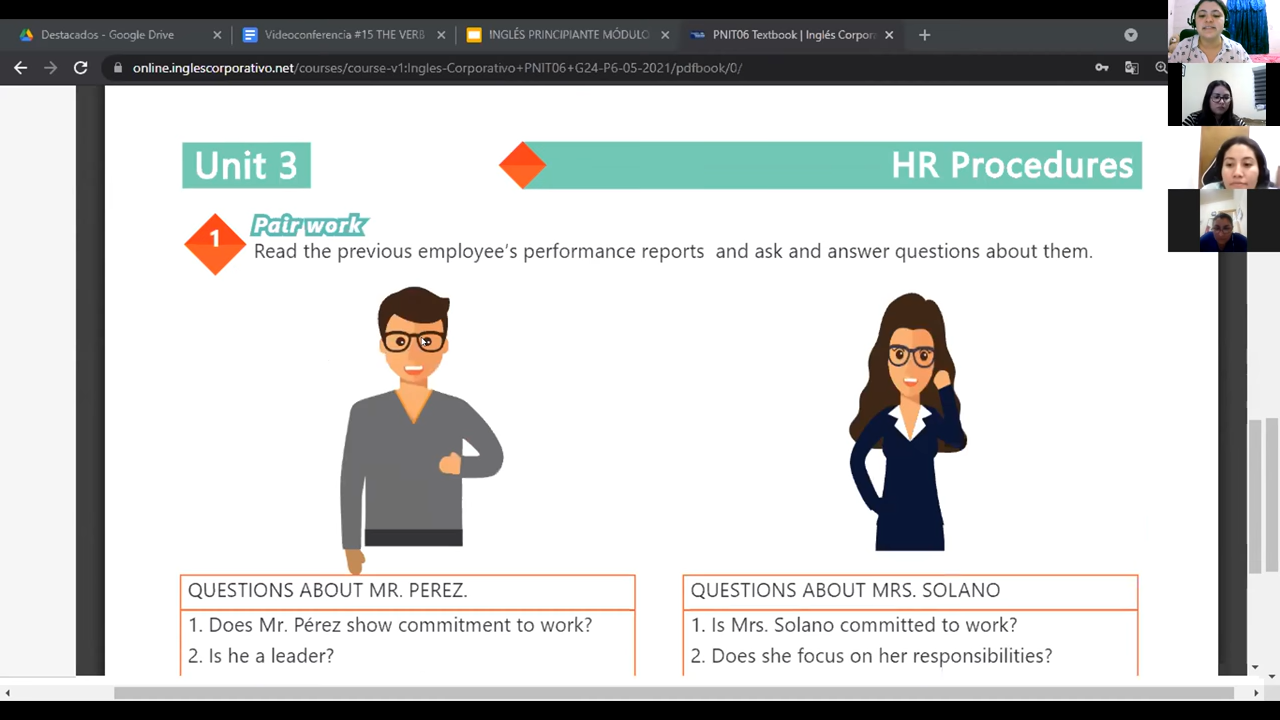 Destacados - Google Drive
Videoconferencia #15 THE VERB
INGLÊS PRINCIPIANTE MÓDULO
PNIT06 Textbook | Inglés Corpor
online.inglescorporativo.net/courses/course-v1:Ingles-Corporativo+PNIT06+G24-P6-05-2021/pdfbook/0/
Unit 3
HR Procedures
1
Pair work
Read the previous employee's performance reports and ask and answer questions about them.
QUESTIONS ABOUT MR. PEREZ.
1. Does Mr. Pérez show commitment to work?
2. Is he a leader?
QUESTIONS ABOUT MRS. SOLANO
1. Is Mrs. Solano committed to work?
2. Does she focus on her responsibilities?